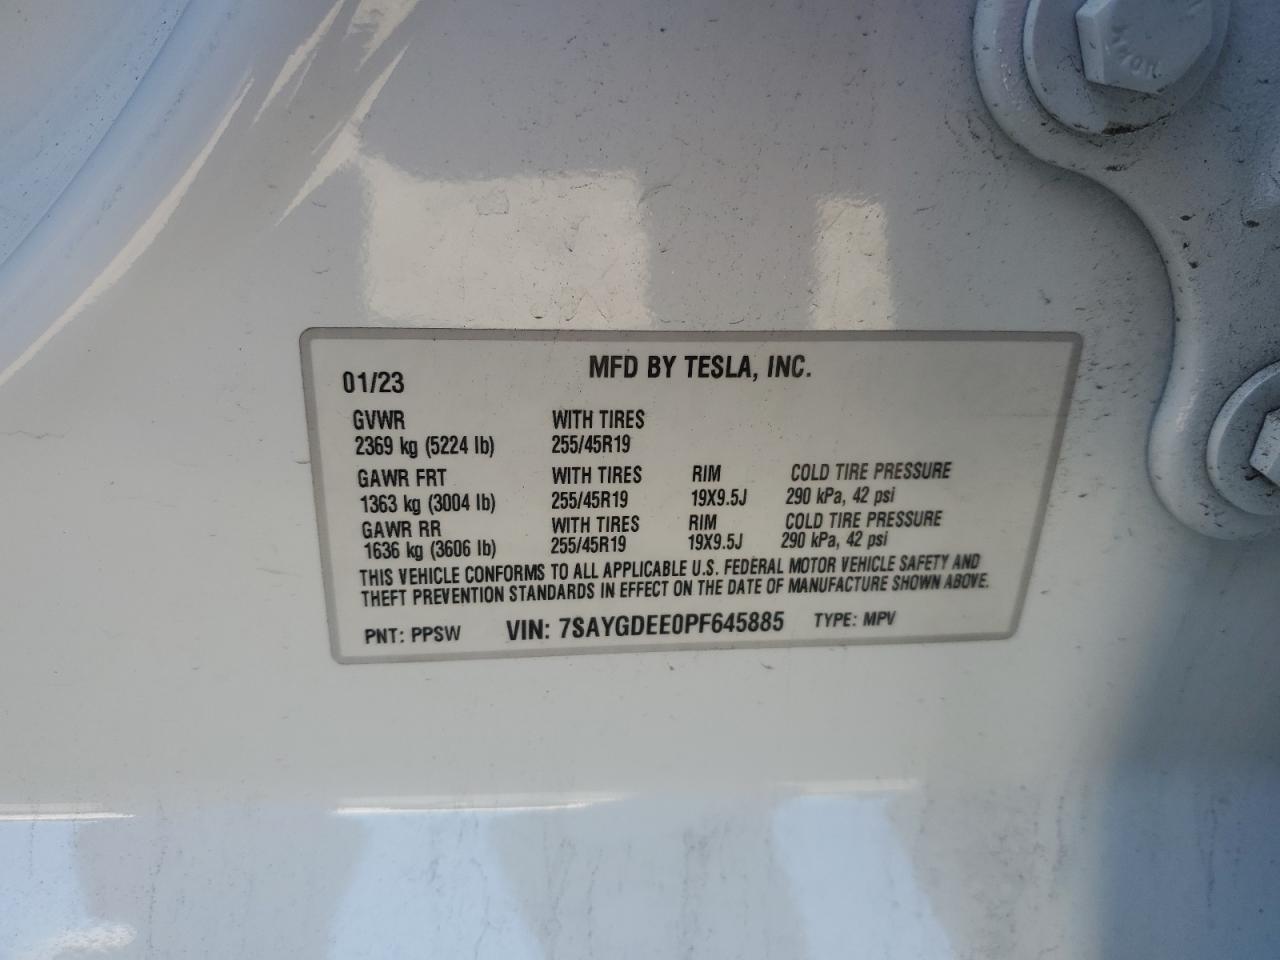 MFD BY TESLA, INC.
01/23
GVWR WITH TIRES
2369 kg (5224 lb) 255/45R19
GAWR FRT WITH TIRES RIM COLD TIRE PRESSURE
1363 kg (3004 lb) 255/45R19 19X9.5J 290 kPa, 42 psi
GAWR RR WITH TIRES RIM COLD TIRE PRESSURE
1636 kg (3606 lb) 255/45R19 19X9.5J 290 kPa, 42 psi
THIS VEHICLE CONFORMS TO ALL APPLICABLE U.S. FEDERAL MOTOR VEHICLE SAFETY AND
THEFT PREVENTION STANDARDS IN EFFECT ON THE DATE OF MANUFACTURE SHOWN ABOVE.
PNT: PPSW VIN: 7SAYGDEE0PF645885 TYPE: MPV